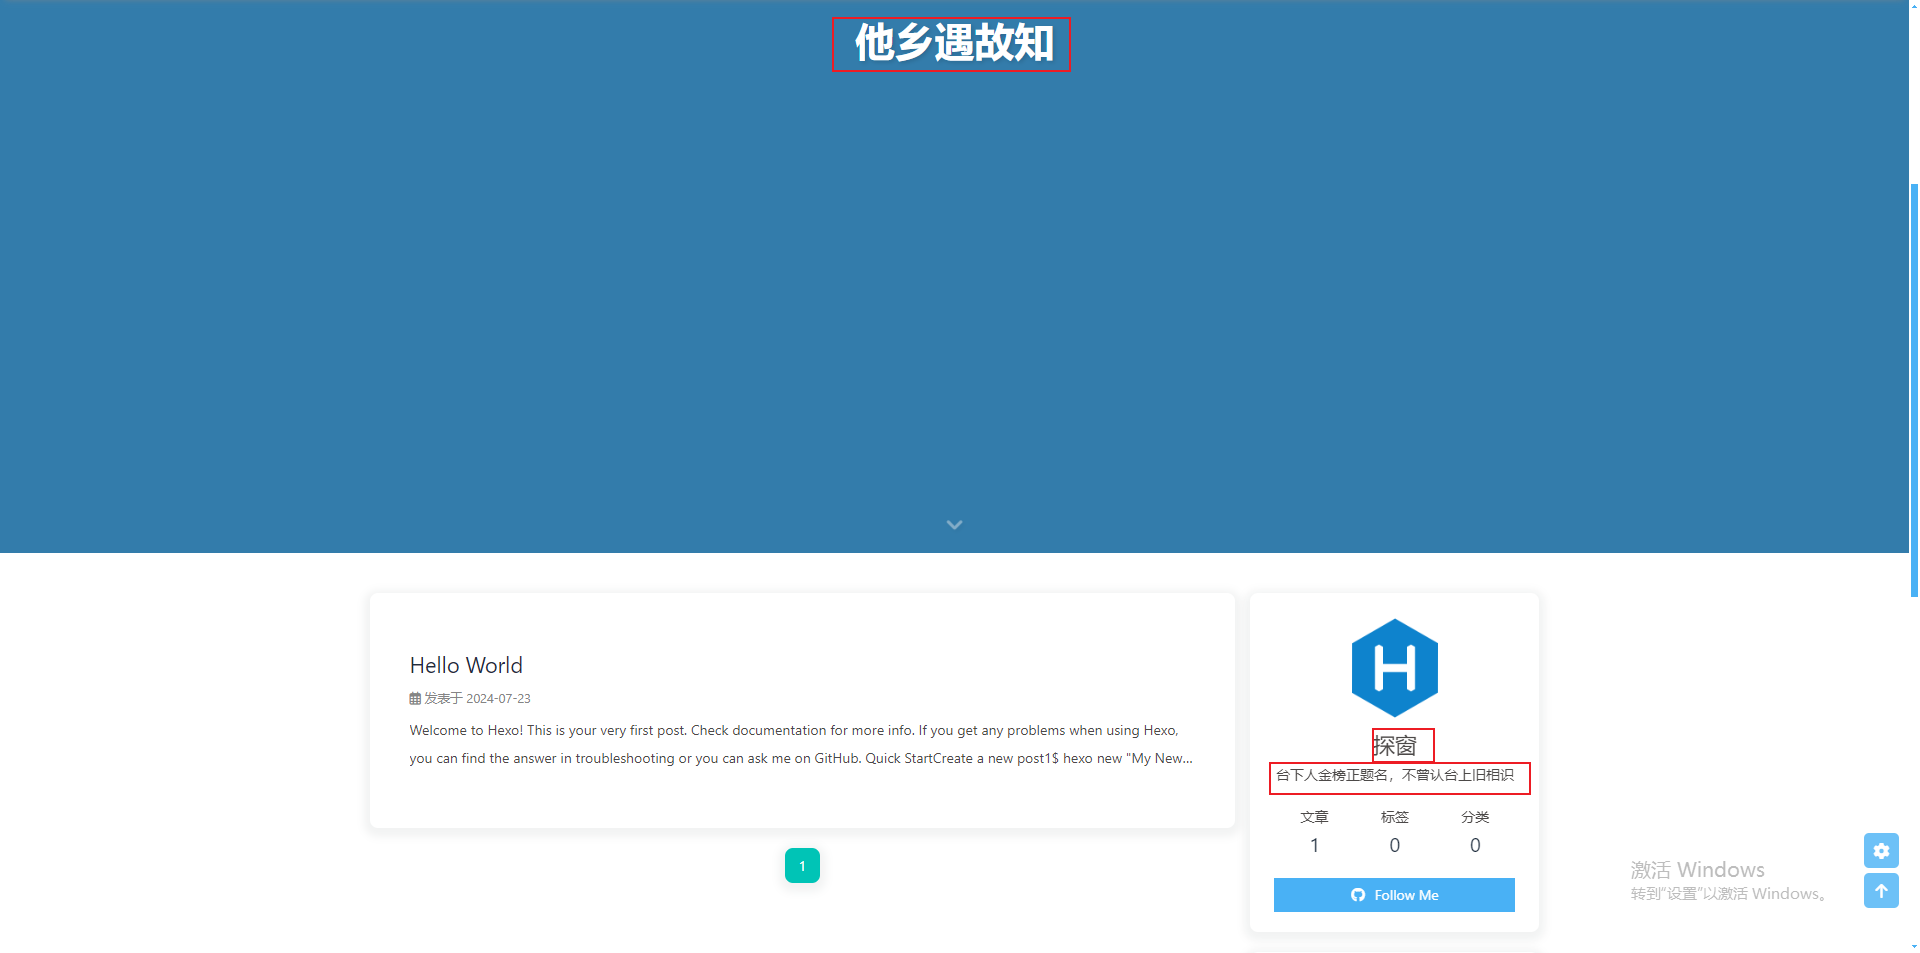 他乡遇故知
Hello World
发表于 2024-07-23
Welcome to Hexo! This is your very first post. Check documentation for more info. If you get any problems when using Hexo,
you can find the answer in troubleshooting or you can ask me on GitHub. Quick StartCreate a new post1$ hexo new "My New...
1
H
探窗
台下人金榜正题名，不曾认台上旧相识
文章 标签 分类
1 0 0
Follow Me
激活 Windows
转到"设置"以激活 Windows。